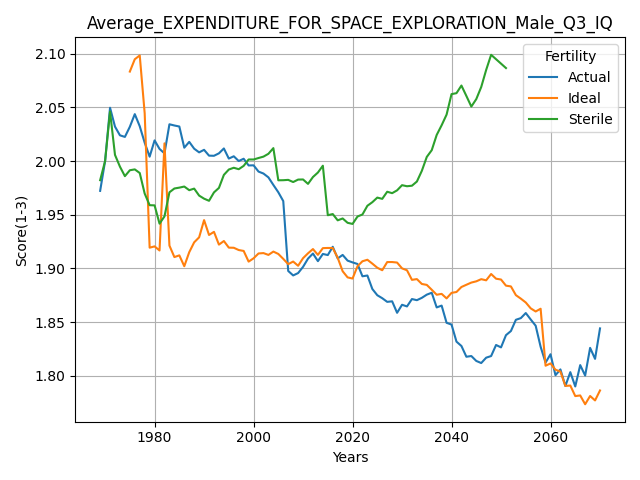 Average_EXPENDITURE_FOR_SPACE_EXPLORATION_Male_Q3_IQ
Fertility
Actual
Ideal
Sterile
Score(1-3)
2.10
2.05
2.00
1.95
1.90
1.85
1.80
1980
2000
2020
2040
2060
Years